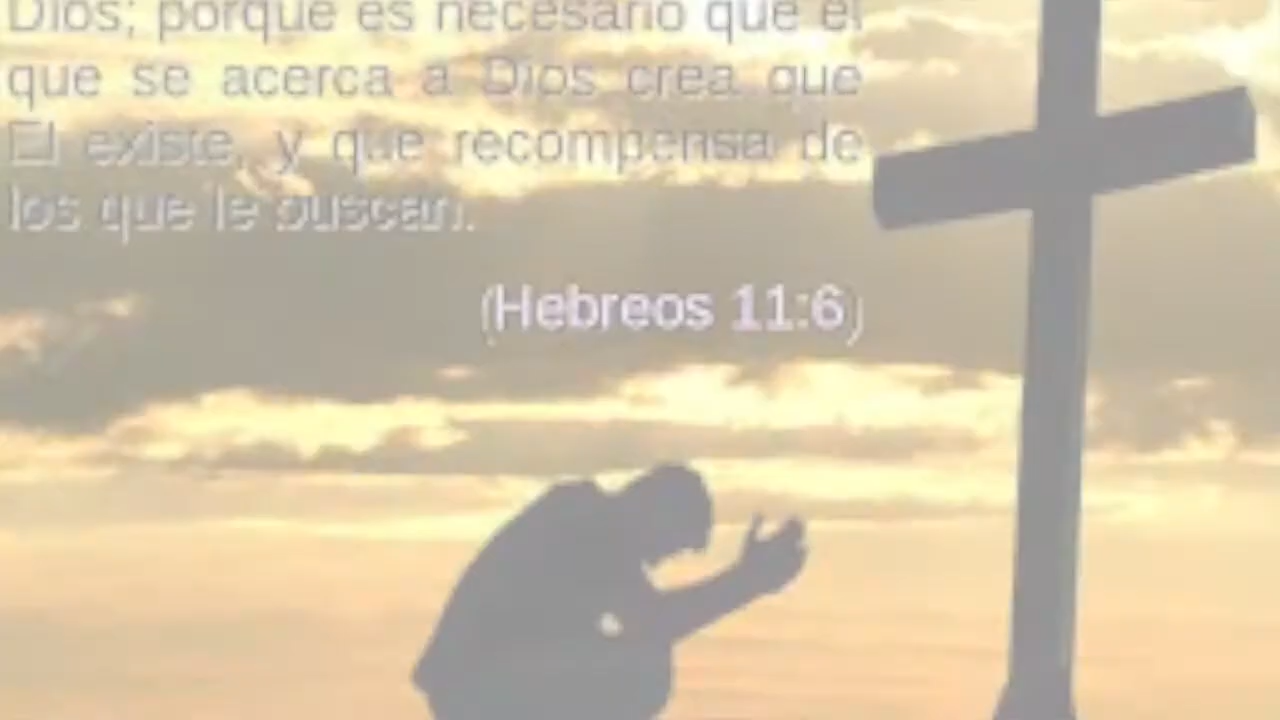 Dios; porque es necesario que el
que se acerca a Dios crea que
El existe, y que recompensa de
los que le buscan.
(Hebreos 11:6)